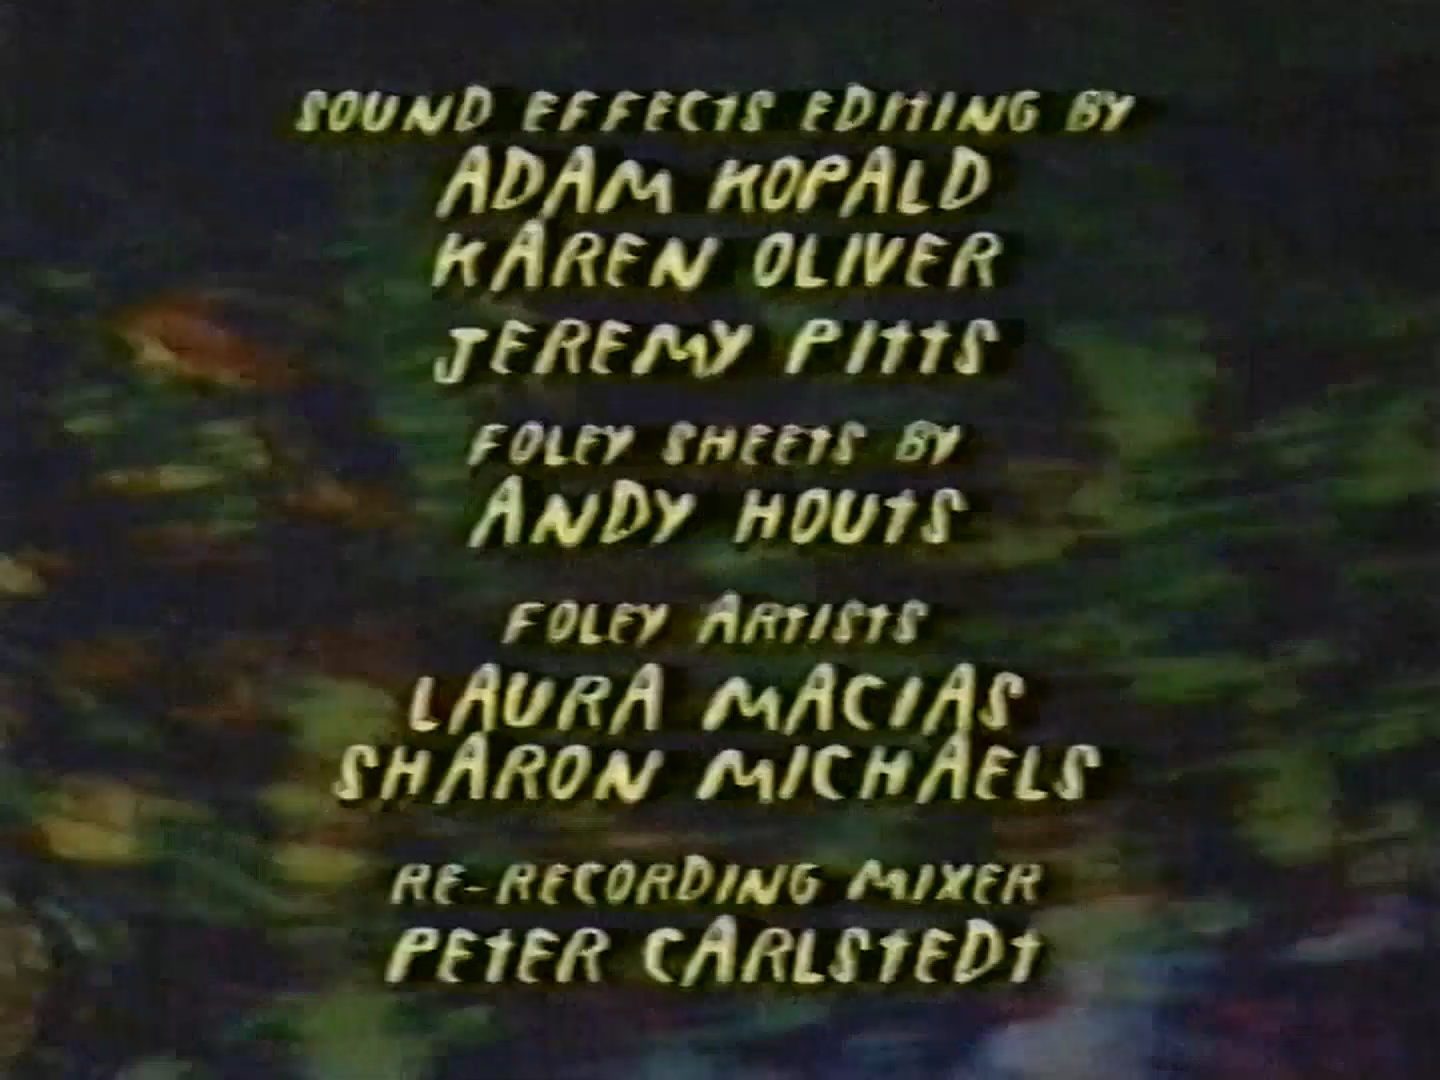 SOUND EFFECTS EDITING BY
ADAM KOPALD
KAREN OLIVER
JEREMY PITTS
FOLEY SHEETS BY
ANDY HOUTS
FOLEY ARTISTS
LAURA MACIAS
SHARON MICHAELS
RE-RECORDING MIXER
PETER CARLSTEDT